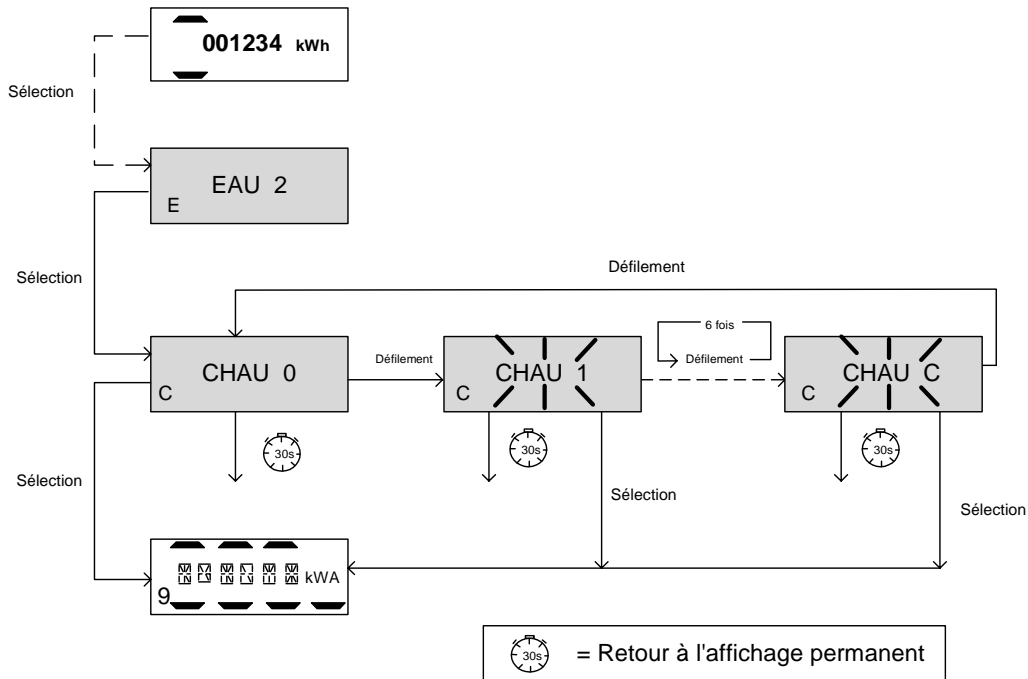 001234 kWh
Sélection
EAU 2
E
Sélection
Défilement
6 fois
CHAU 0
C
Défilement
CHAU 1
C
Défilement
CHAU C
C
30s
30s
30s
Sélection
Sélection
Sélection
kWA
9
30s
= Retour à l'affichage permanent